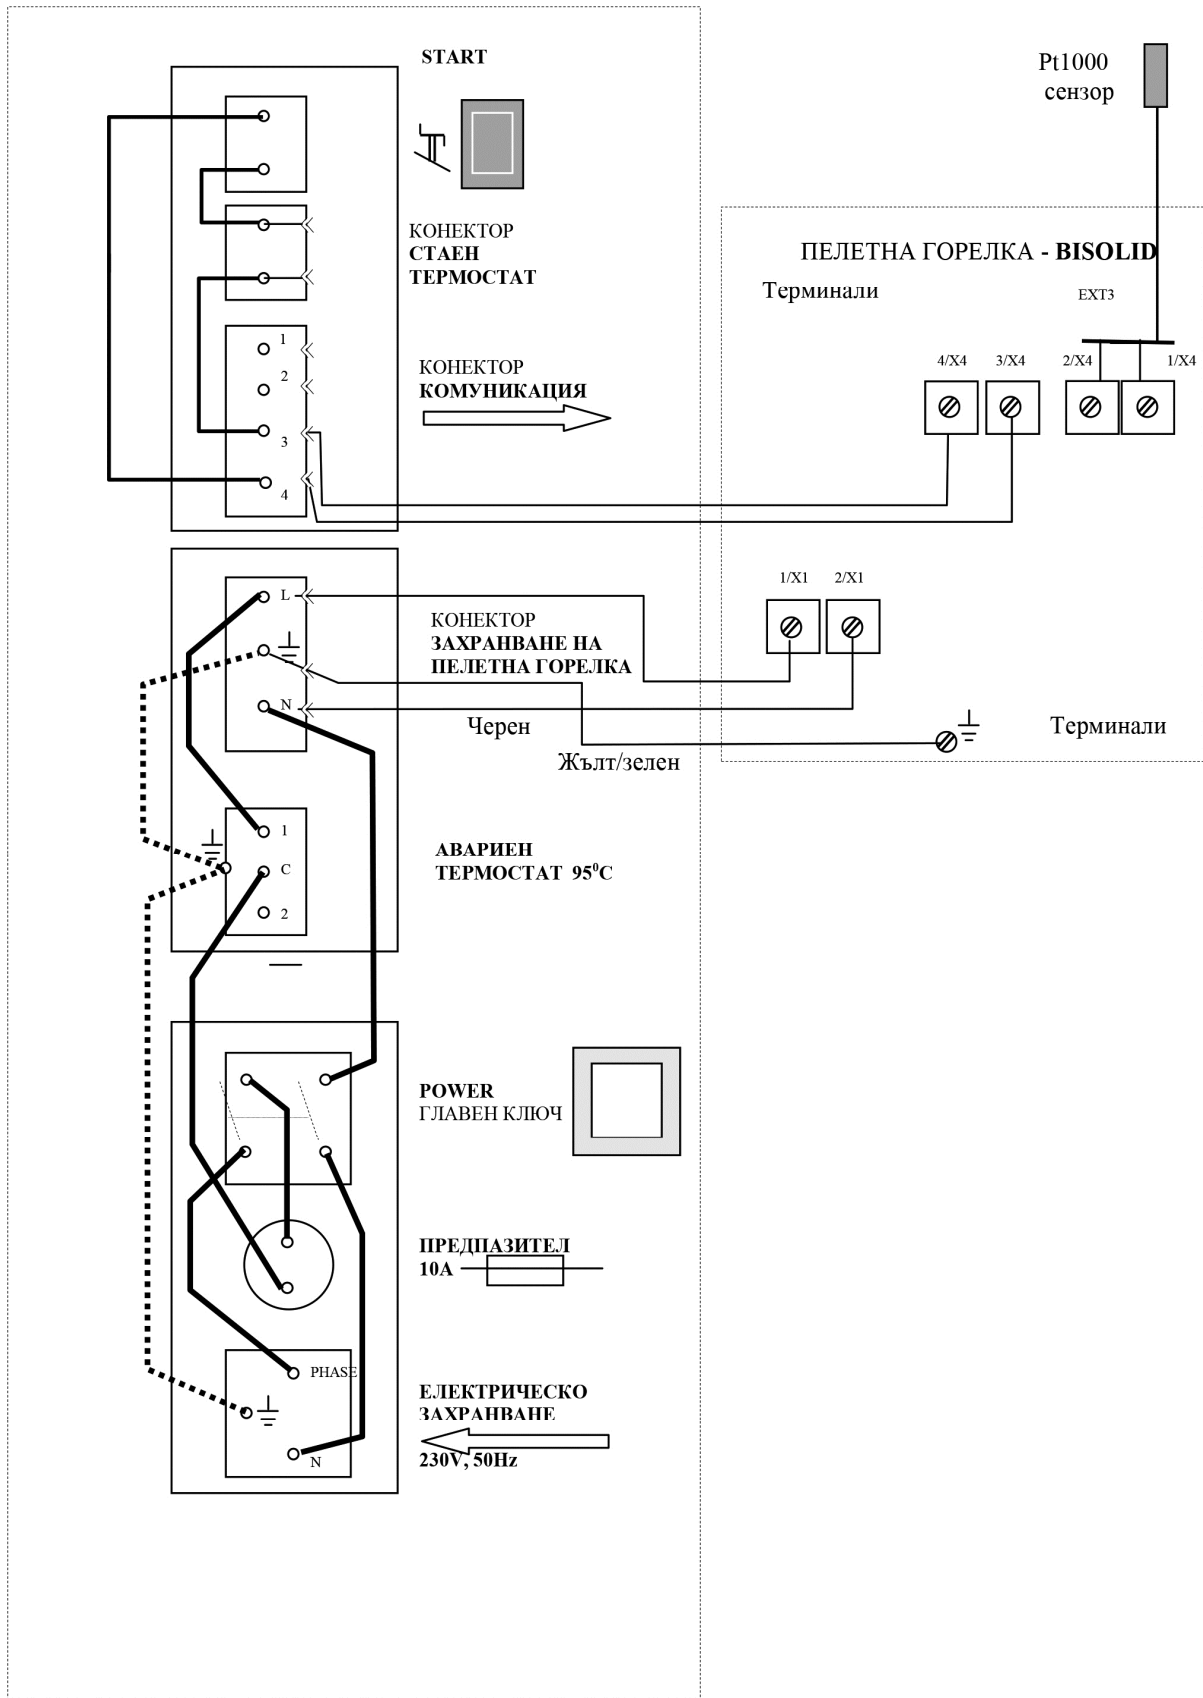 START
Pt1000
сензор
КОНЕКТОР
СТАЕН
ТЕРМОСТАТ
ПЕЛЕТНА ГОРЕЛКА - BISOLID
Терминали
EXT3
1
2
3
4
КОНЕКТОР
КОМУНИКАЦИЯ
4/X4
3/X4
2/X4
1/X4
L
N
КОНЕКТОР
ЗАХРАНВАНЕ НА
ПЕЛЕТНА ГОРЕЛКА
1/X1
2/X1
Черен
Жълт/зелен
Терминали
1
C
2
АВАРИЕН
ТЕРМОСТАТ 95⁰C
POWER
ГЛАВЕН КЛЮЧ
ПРЕДПАЗИТЕЛ
10A
PHASE
N
ЕЛЕКТРИЧЕСКО
ЗАХРАНВАНЕ
230V, 50Hz